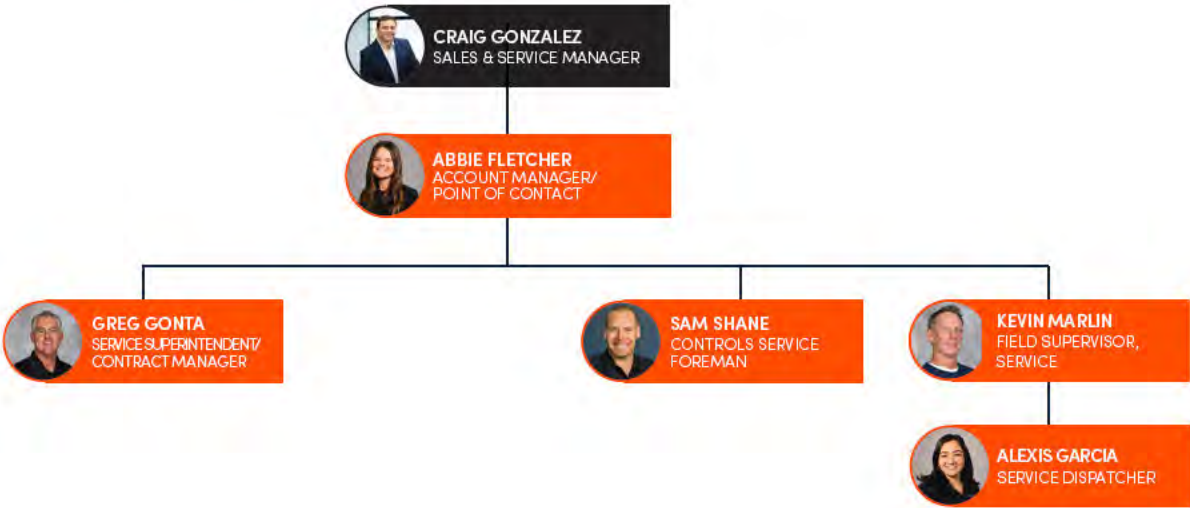 CRAIG GONZALEZ
SALES & SERVICE MANAGER
ABBIE FLETCHER
ACCOUNT MANAGER/
POINT OF CONTACT
GREG GONTA
SERVICE SUPERINTENDENT/
CONTRACT MANAGER
SAM SHANE
CONTROLS SERVICE
FOREMAN
KEVIN MARLIN
FIELD SUPERVISOR,
SERVICE
ALEXIS GARCIA
SERVICE DISPATCHER